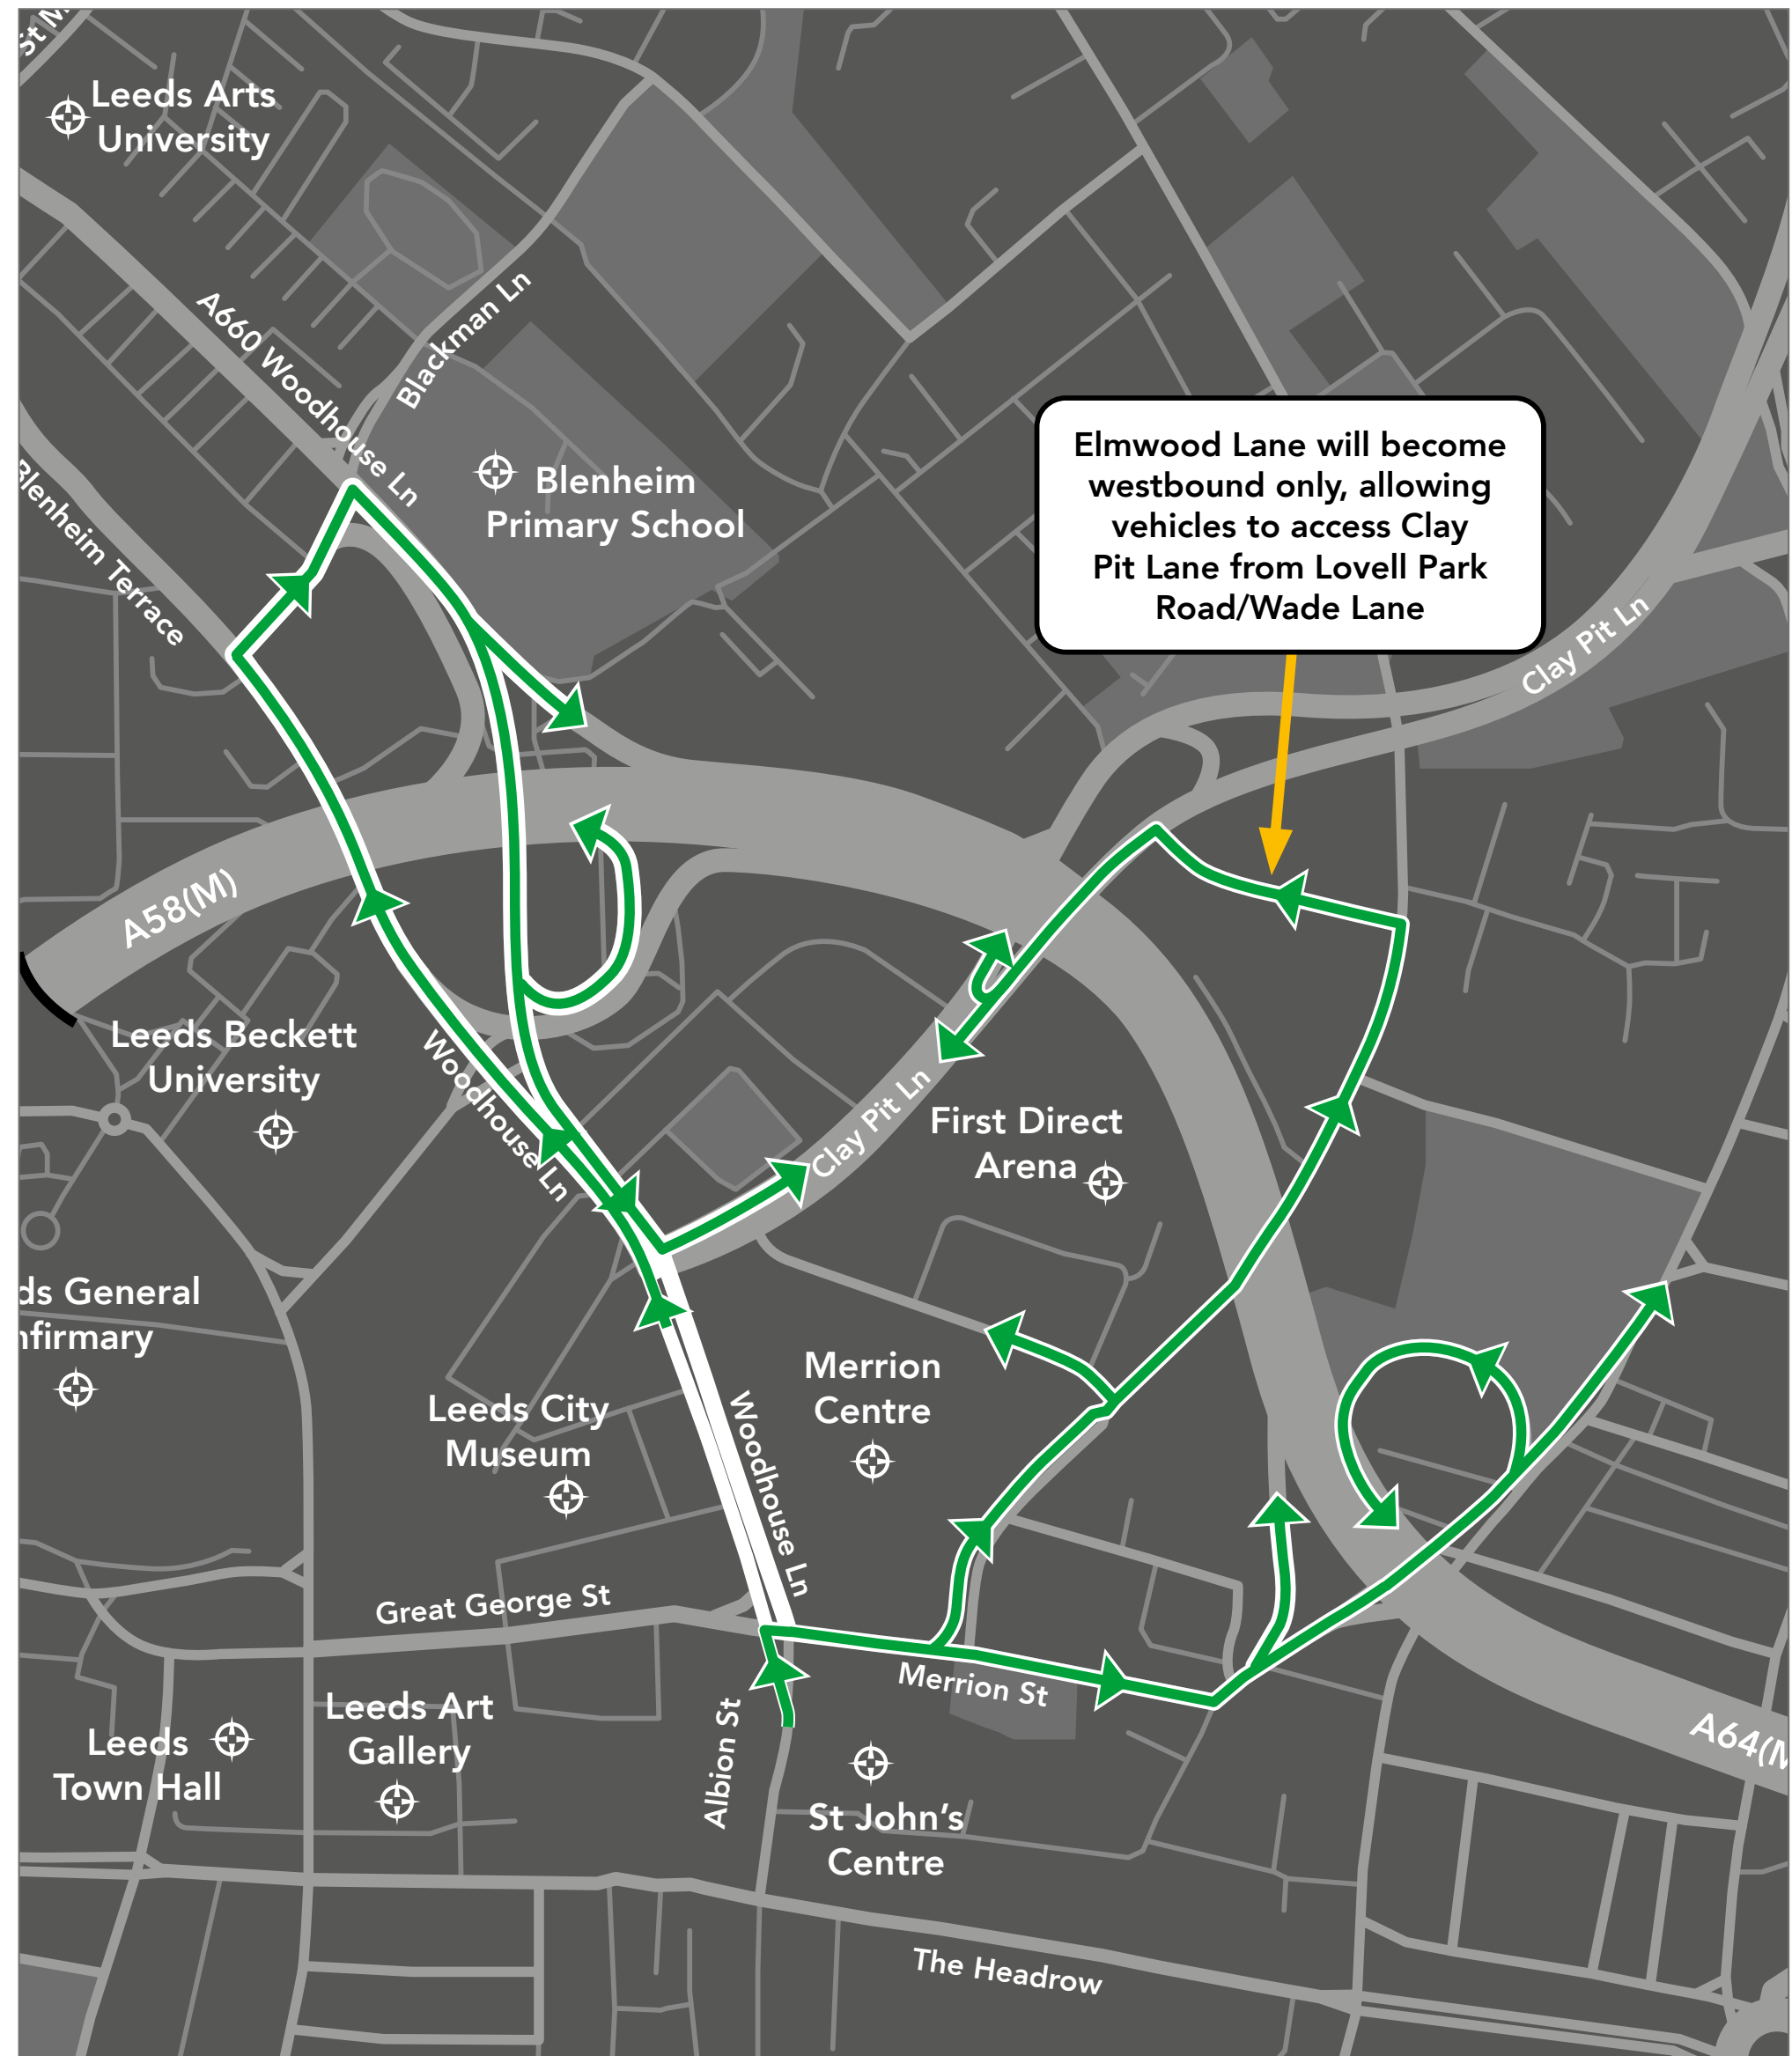 St M
Leeds Arts
University
A660 Woodhouse Ln
Blackman Ln
Blenheim
Primary School
Blenheim Terrace
Elmwood Lane will become
westbound only, allowing
vehicles to access Clay
Pit Lane from Lovell Park
Road/Wade Lane
Clay Pit Ln
A58(M)
Leeds Beckett
University
Woodhouse Ln
Clay Pit Ln
First Direct
Arena
ds General
nfirmary
Merrion
Centre
Leeds City
Museum
Woodhouse Ln
Great George St
Merrion St
Leeds Art
Gallery
Leeds
Town Hall
Albion St
St John’s
Centre
A64(M
The Headrow